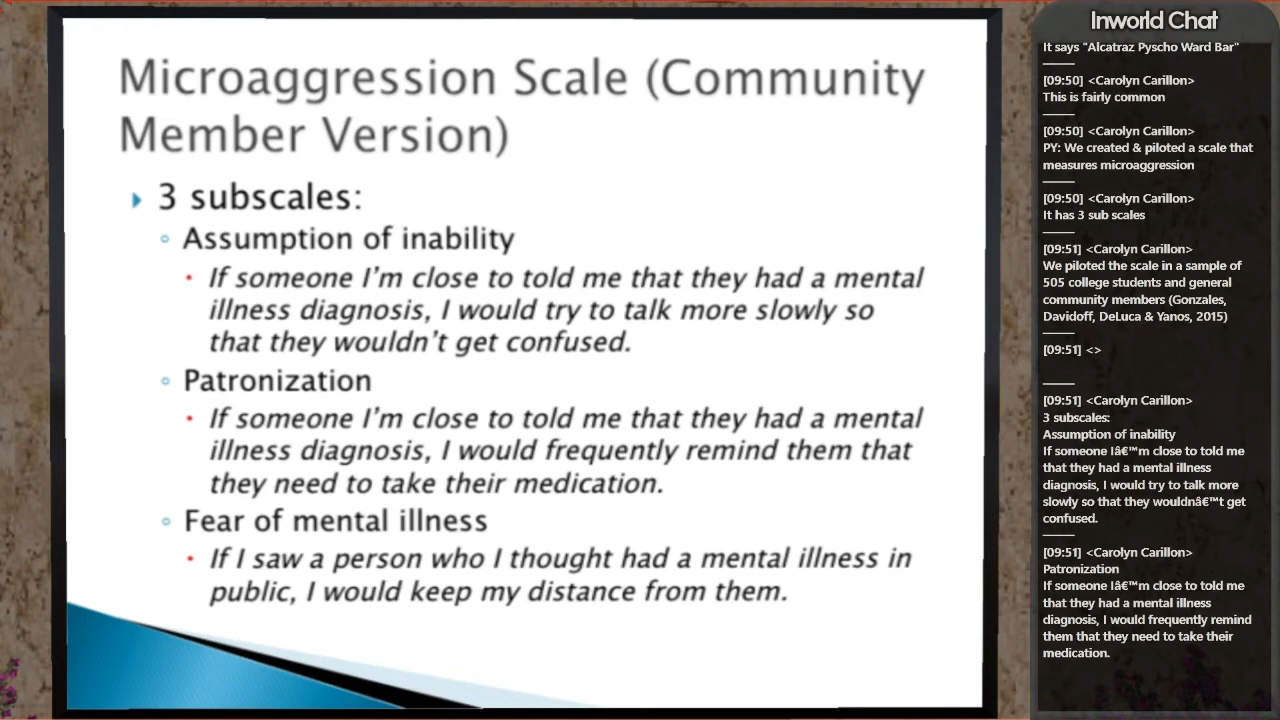 Microaggression Scale (Community
Member Version)
3 subscales:
Assumption of inability
If someone I'm close to told me that they had a mental
illness diagnosis, I would try to talk more slowly so
that they wouldn't get confused.
Patronization
If someone I'm close to told me that they had a mental
illness diagnosis, I would frequently remind them that
they need to take their medication.
Fear of mental illness
If I saw a person who I thought had a mental illness in
public, I would keep my distance from them.
Inworld Chat
It says "Alcatraz Pyscho Ward Bar"
[09:50] <Carolyn Carillon>
This is fairly common
[09:50] <Carolyn Carillon>
PY: We created & piloted a scale that
measures microaggression
[09:50] <Carolyn Carillon>
It has 3 sub scales
[09:51] <Carolyn Carillon>
We piloted the scale in a sample of
505 college students and general
community members (Gonzales,
Davidoff, DeLuca & Yanos, 2015)
[09:51] <>
[09:51] <Carolyn Carillon>
3 subscales:
Assumption of inability
If someone Iâ€™m close to told me
that they had a mental illness
diagnosis, I would try to talk more
slowly so that they wouldnâ€™t get
confused.
[09:51] <Carolyn Carillon>
Patronization
If someone Iâ€™m close to told me
that they had a mental illness
diagnosis, I would frequently remind
them that they need to take their
medication.